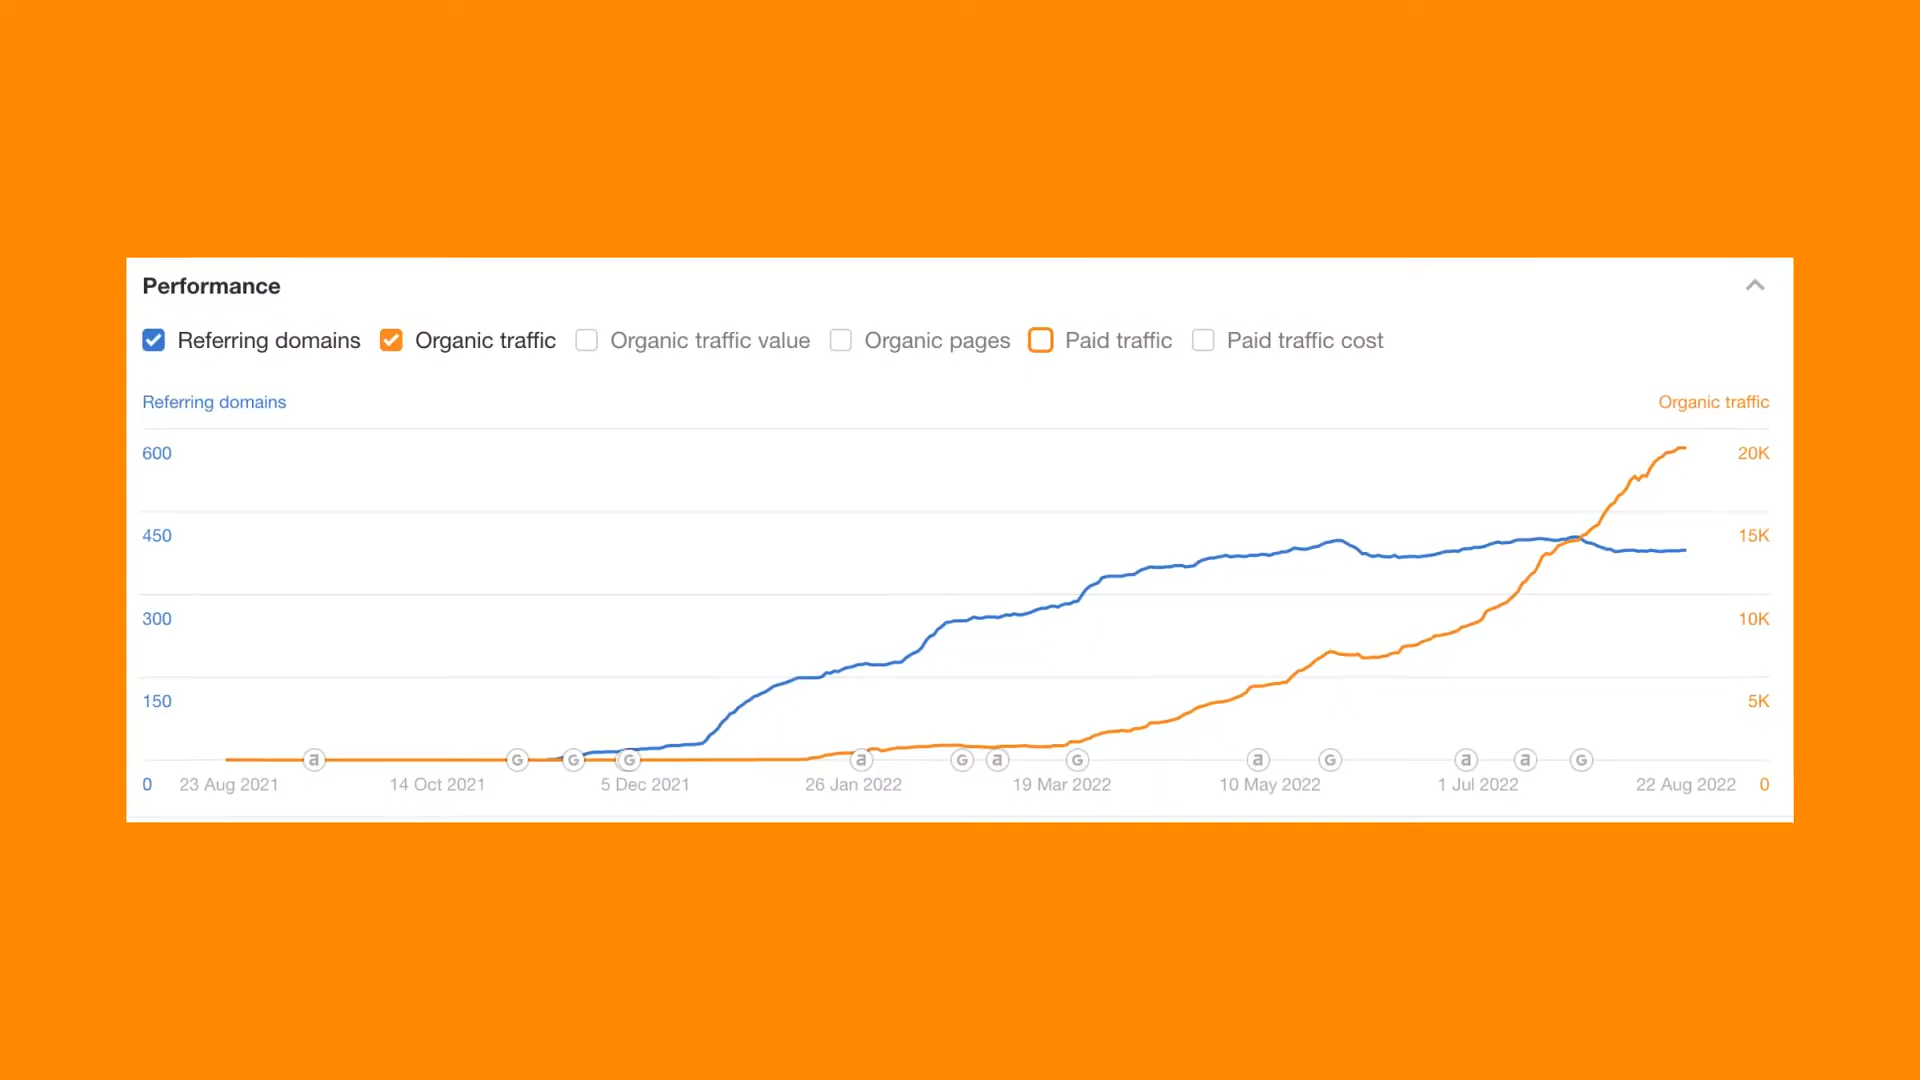 Performance
Referring domains Organic traffic Organic traffic value Organic pages Paid traffic Paid traffic cost
Referring domains Organic traffic
600 20K
450 15K
300 10K
150 5K
a G G G a G a G a G a a G
0 23 Aug 2021 14 Oct 2021 5 Dec 2021 26 Jan 2022 19 Mar 2022 10 May 2022 1 Jul 2022 22 Aug 2022 0